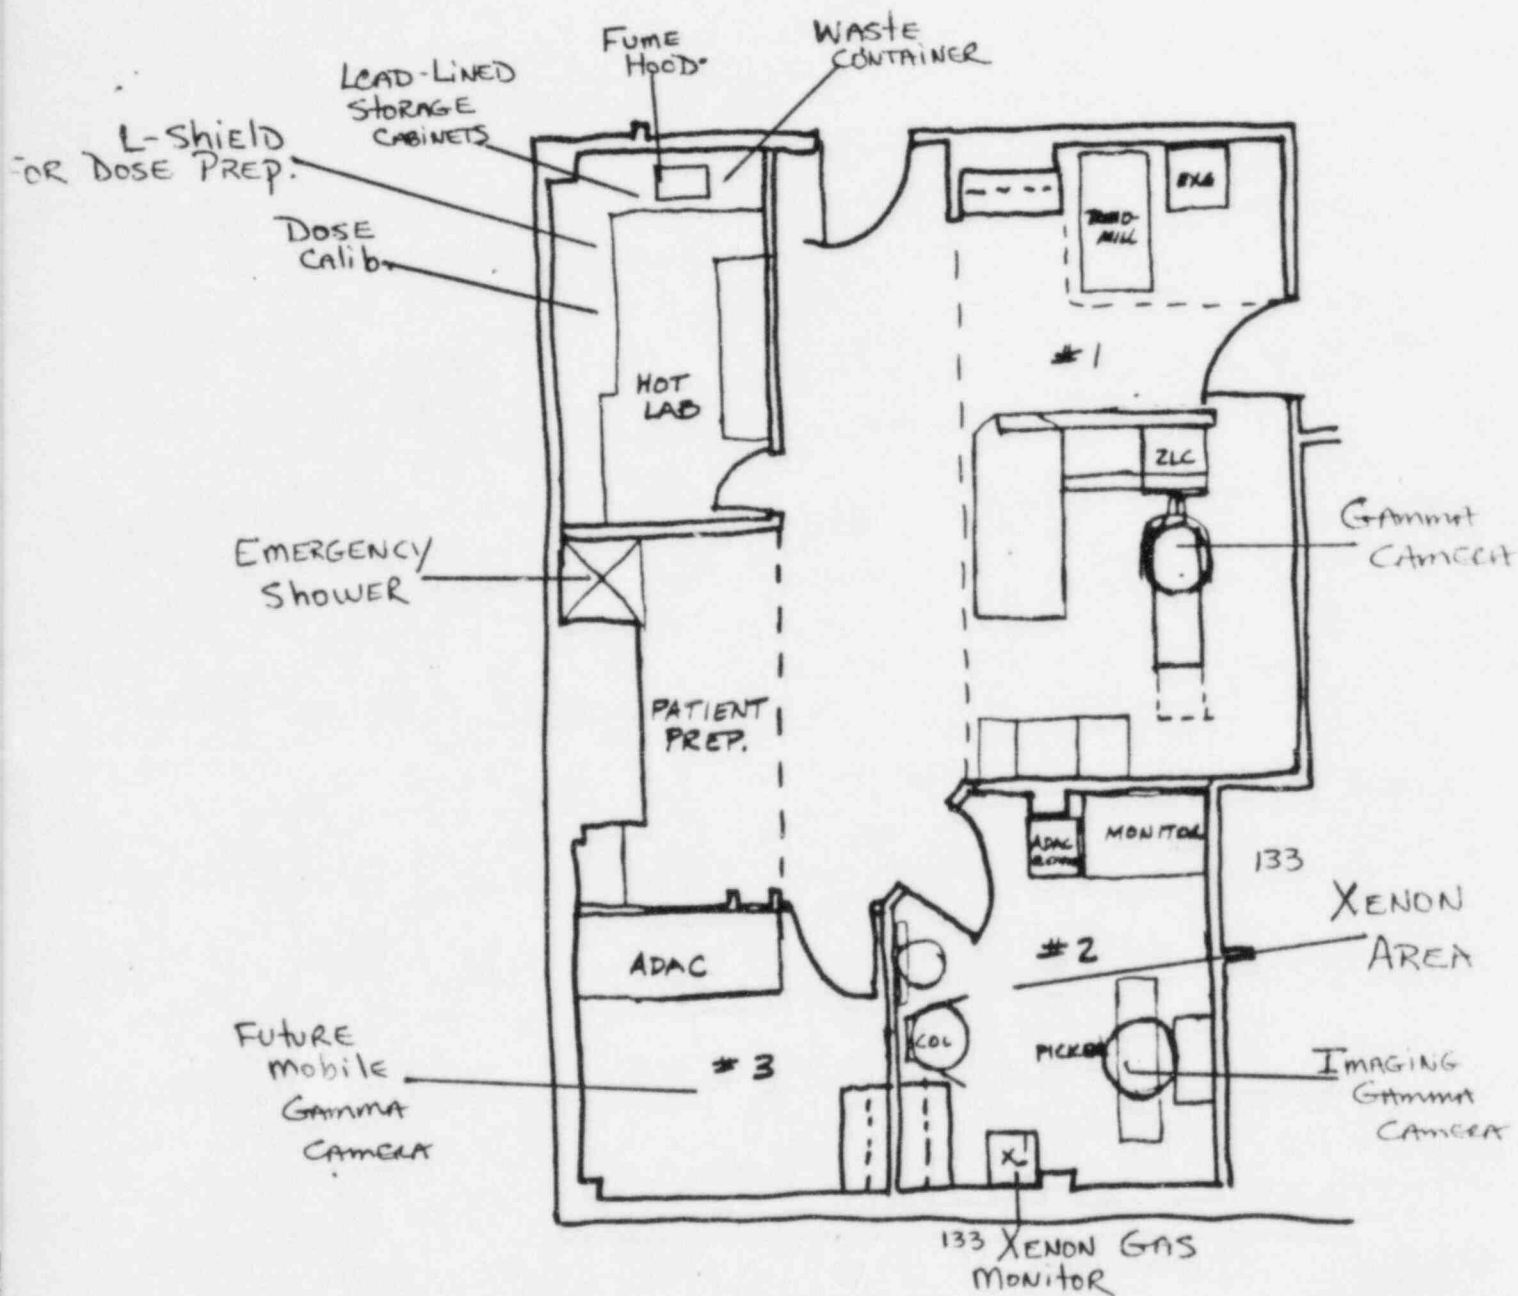 FUME
HOOD
WASTE
CONTAINER
LEAD-LINED
STORAGE
CABINETS
L-SHIELD
OR DOSE PREP.
DOSE
CALIB.
EKG
MILL
#1
HOT
LAB
ZLC
GAMMA
CAMERA
EMERGENCY
SHOWER
PATIENT
PREP.
ADAC
MONITOR
133
XENON
AREA
#2
ADAC
COL
FUTURE
MOBILE
GAMMA
CAMERA
#3
PICKER
IMAGING
GAMMA
CAMERA
X
133 XENON GAS
MONITOR